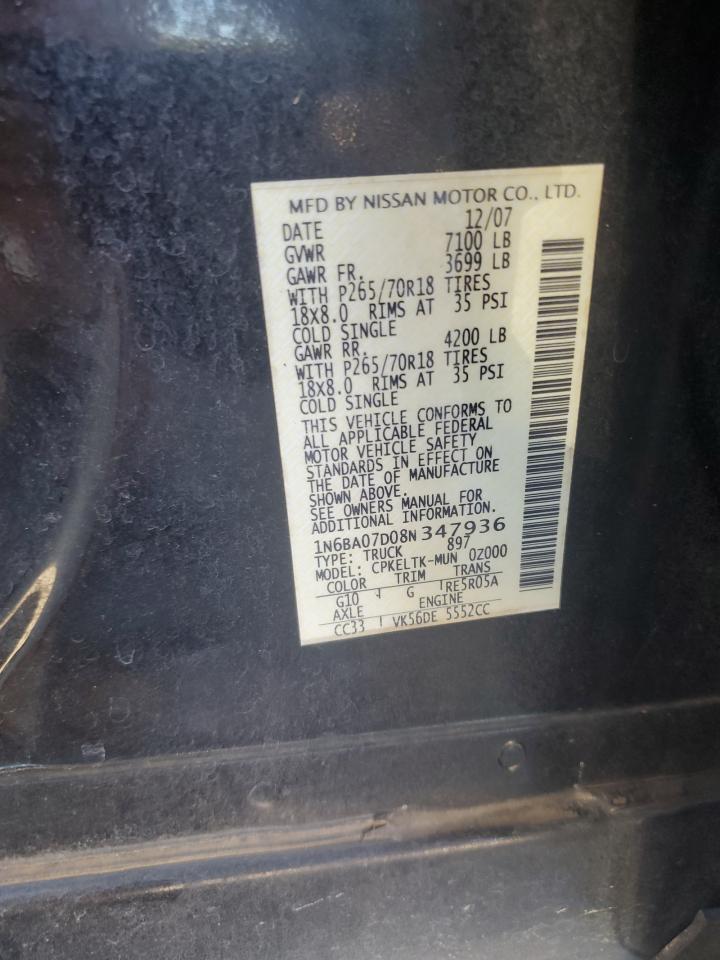 MFD BY NISSAN MOTOR CO., LTD.
DATE 12/07
GVWR 7100 LB
GAWR FR. 3699 LB
WITH P265/70R18 TIRES
18X8.0 RIMS AT 35 PSI
COLD SINGLE
GAWR RR. 4200 LB
WITH P265/70R18 TIRES
18X8.0 RIMS AT 35 PSI
COLD SINGLE
THIS VEHICLE CONFORMS TO
ALL APPLICABLE FEDERAL
MOTOR VEHICLE SAFETY
STANDARDS IN EFFECT ON
THE DATE OF MANUFACTURE
SHOWN ABOVE.
SEE OWNERS MANUAL FOR
ADDITIONAL INFORMATION.
1N6BA07D08N347936
TYPE: TRUCK 897
MODEL: CPKELTK-MUN 0Z000
COLOR TRIM TRANS
G10 G RE5R05A
AXLE ENGINE
CC33 VK56DE 5552CC